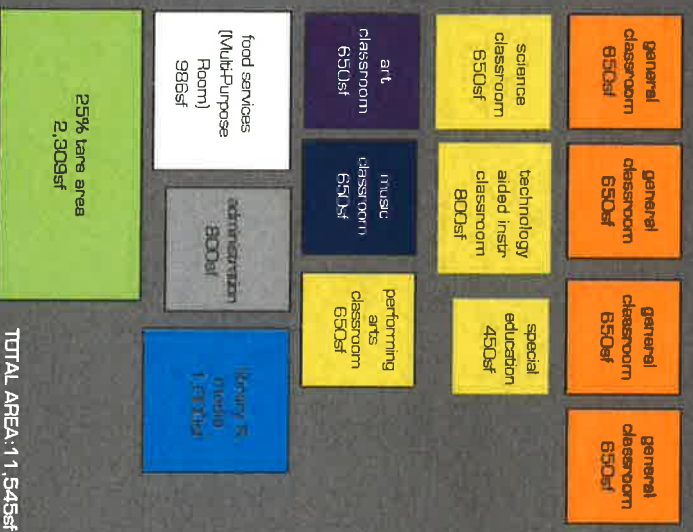 general
classroom
650sf
general
classroom
650sf
general
classroom
650sf
general
classroom
650sf
science
classroom
650sf
technology
aided instr
classroom
800sf
special
education
450sf
art
classroom
650sf
music
classroom
650sf
performing
arts
classroom
650sf
food services
(Multi-Purpose
Room)
986sf
administration
800sf
library &
media
1,000sf
25% tare area
2,309sf
TOTAL AREA:11,545sf